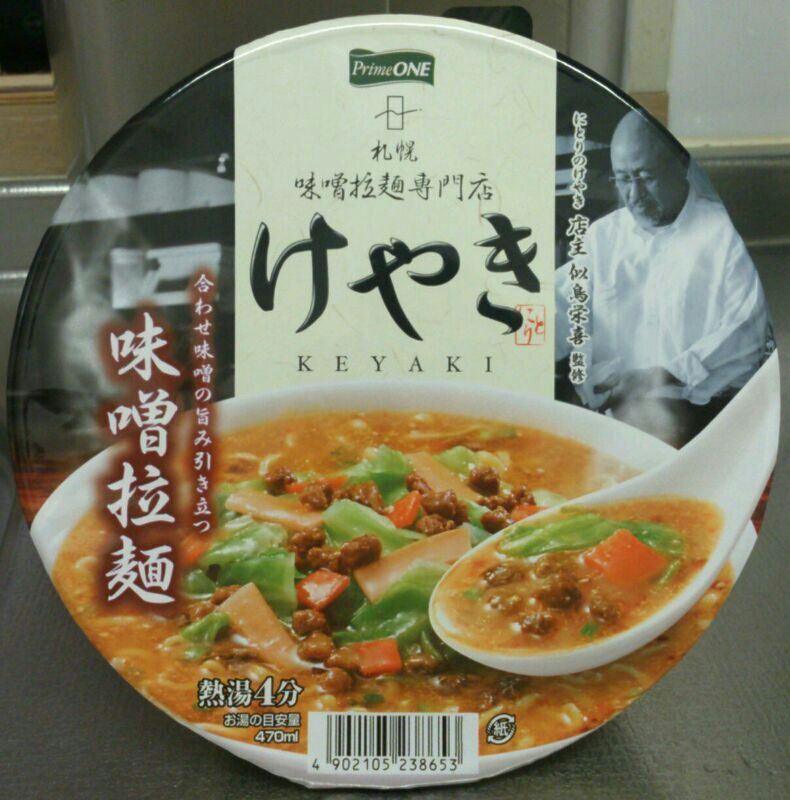 PrimeONE
札幌
味噌拉麺専門店
けやき
にとり
KEYAKI
にとりのけやき 店主 似鳥栄喜 監修
合わせ味噌の旨み引き立つ
味噌拉麺
熱湯4分
お湯の目安量
470ml
紙
4 902105 238653